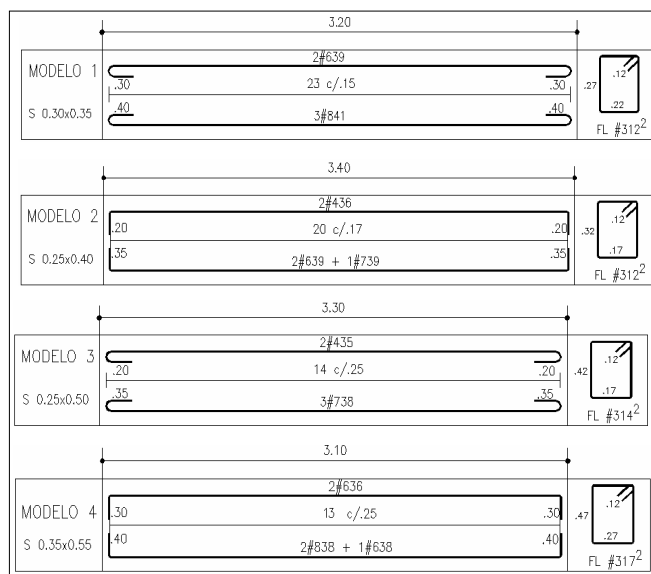 3.20
MODELO 1
2#639
.30
23 c/.15
.30
.27
.12
.22
S 0.30x0.35
.40
3#841
.40
FL #312²
3.40
MODELO 2
2#436
.20
20 c/.17
.20
.32
.12
.17
S 0.25x0.40
.35
2#639 + 1#739
.35
FL #312²
3.30
MODELO 3
2#435
.20
14 c/.25
.20
.42
.12
.17
S 0.25x0.50
.35
3#738
.35
FL #314²
3.10
MODELO 4
2#636
.30
13 c/.25
.30
.47
.12
.27
S 0.35x0.55
.40
2#838 + 1#638
.40
FL #317²